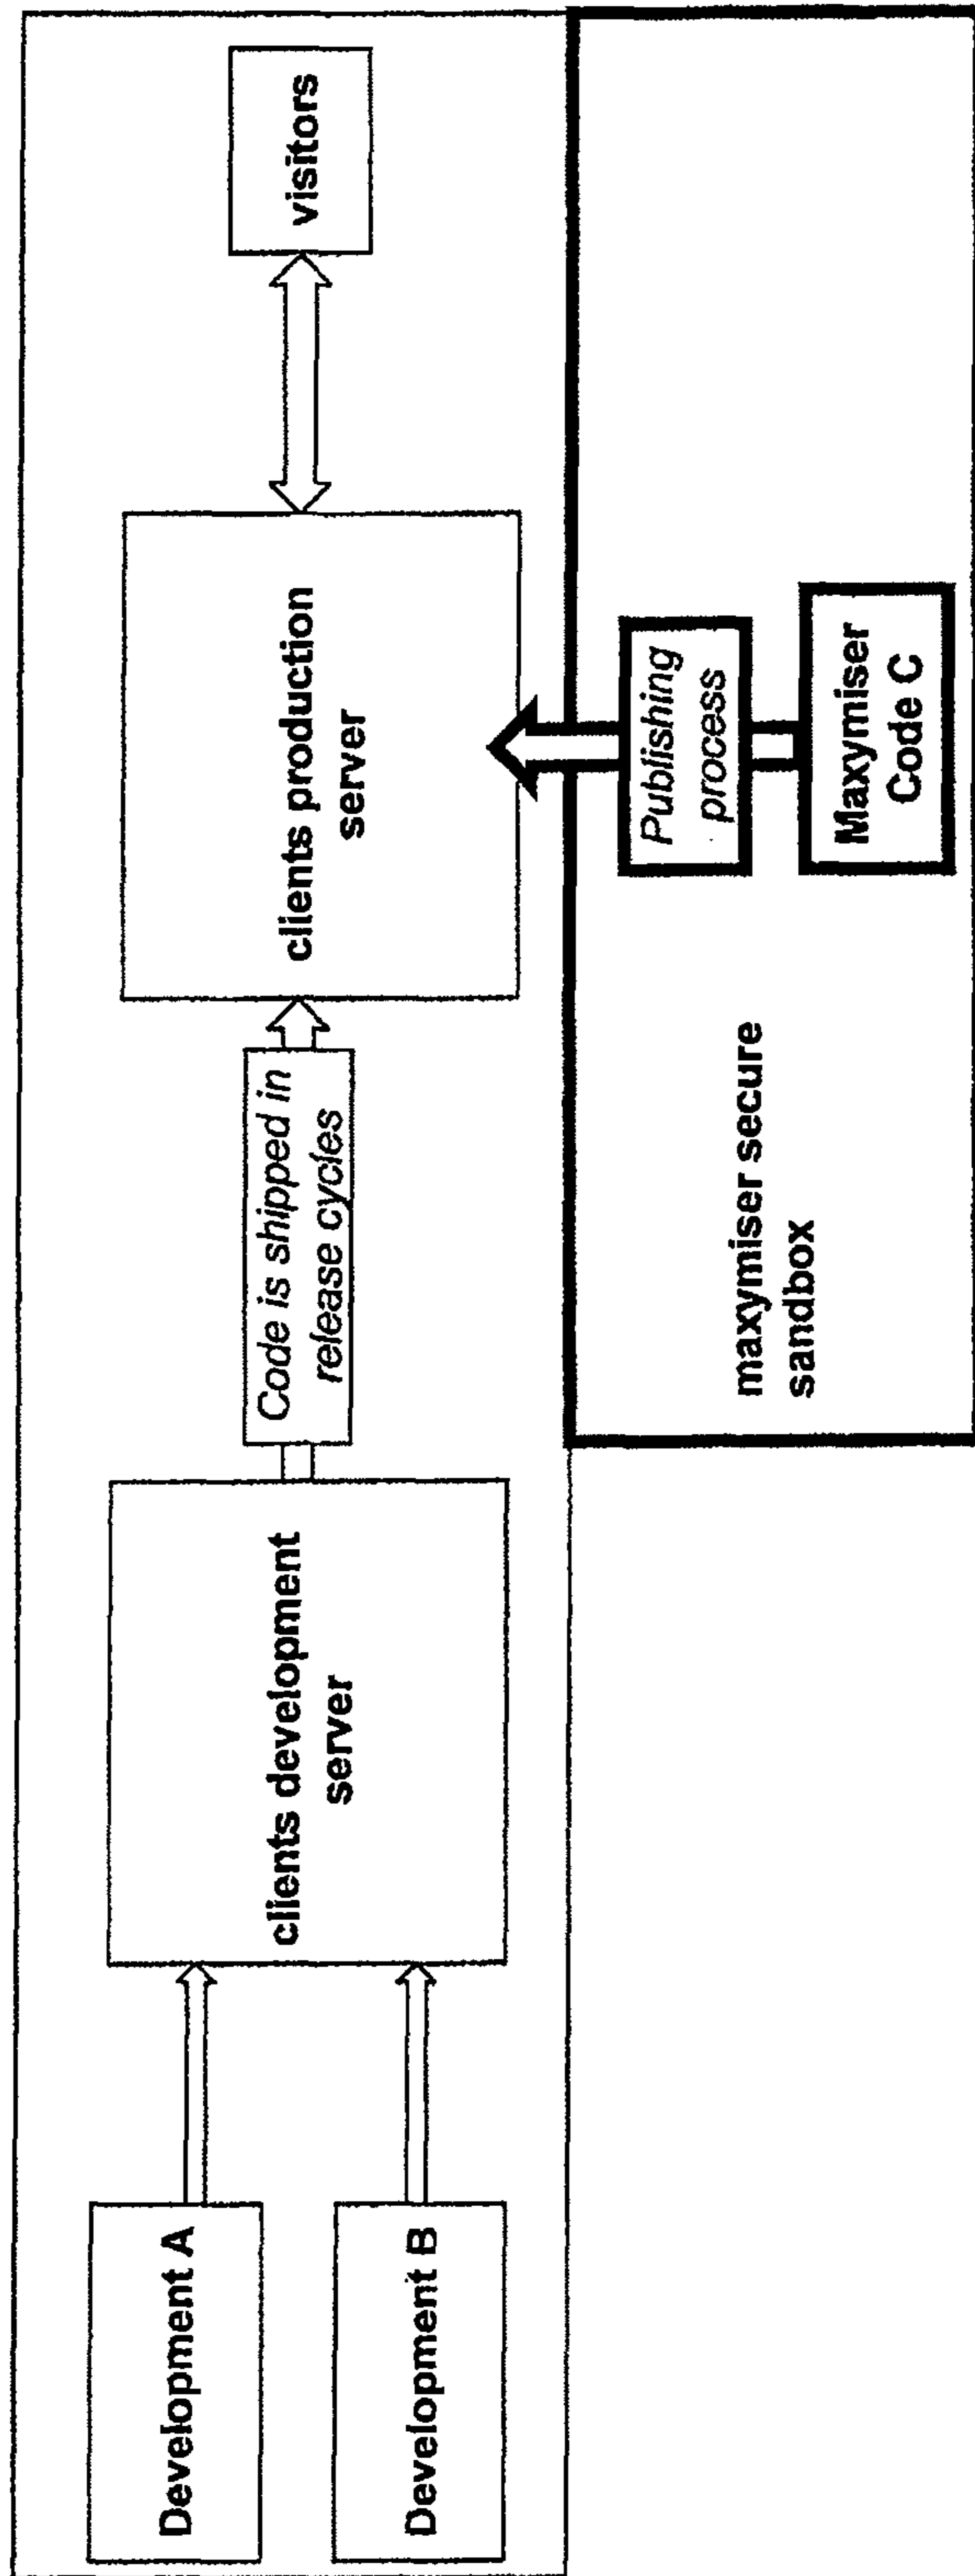 Development A
Development B
clients development
server
Code is shipped in
release cycles
clients production
server
visitors
Publishing
process
Maxymiser
Code C
maxymiser secure
sandbox